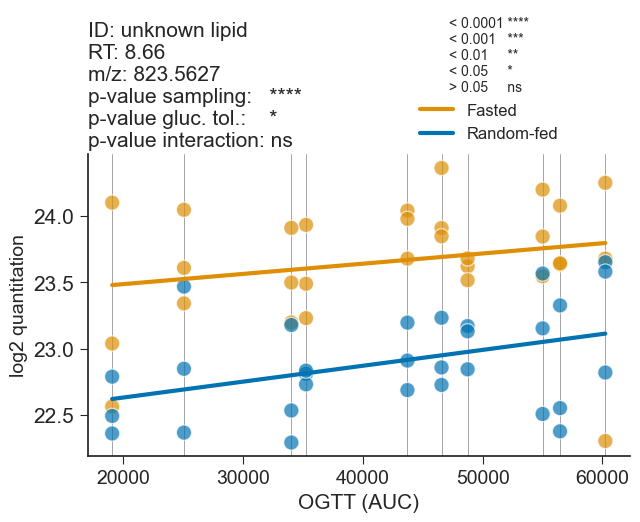 ID: unknown lipid
RT: 8.66
m/z: 823.5627
p-value sampling: ****
p-value gluc. tol.: *
p-value interaction: ns
< 0.0001 ****
< 0.001 ***
< 0.01 **
< 0.05 *
> 0.05 ns
Fasted
Random-fed
log2 quantitation
24.0
23.5
23.0
22.5
20000 30000 40000 50000 60000
OGTT (AUC)